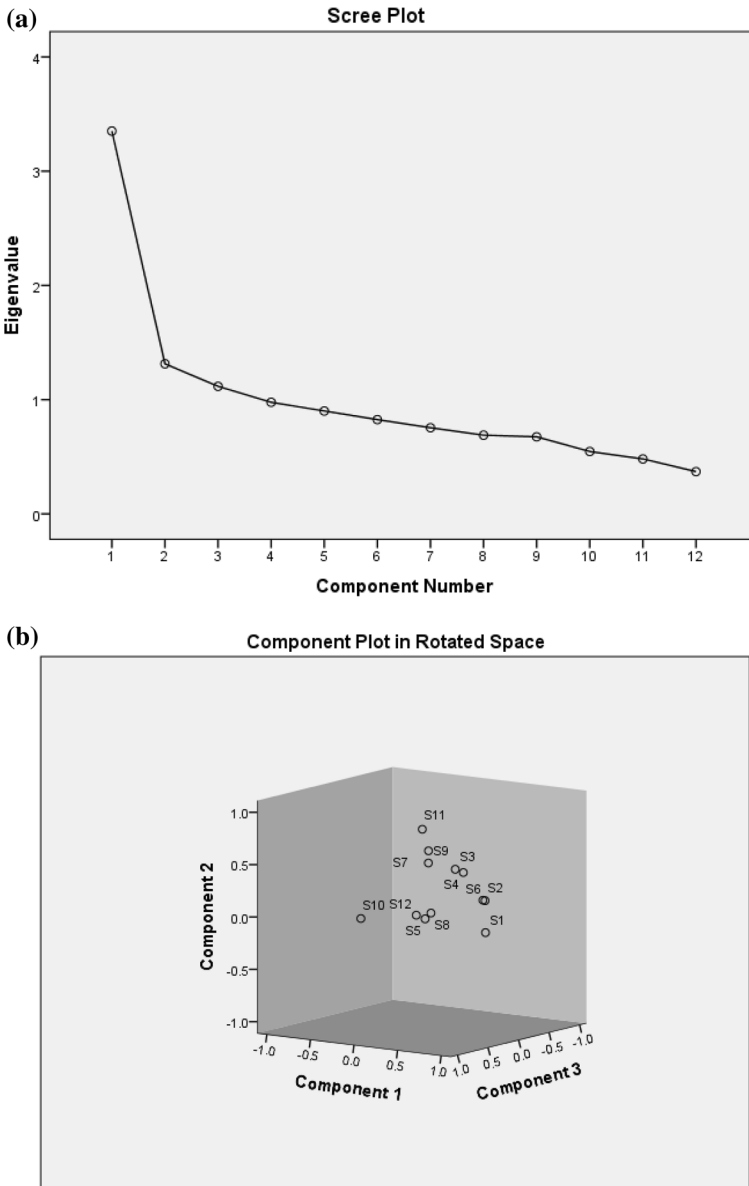 (a)
Scree Plot
Eigenvalue
4
3
2
1
0
1 2 3 4 5 6 7 8 9 10 11 12
Component Number
(b)
Component Plot in Rotated Space
Component 2
1.0
0.5
0.0
-0.5
-1.0
S11
S9
S3
S7
S4
S6
S2
S10
S12
S1
S5
S8
-1.0 -0.5 0.0 0.5 1.0
Component 1
1.0 0.5 0.0 -0.5 -1.0
Component 3